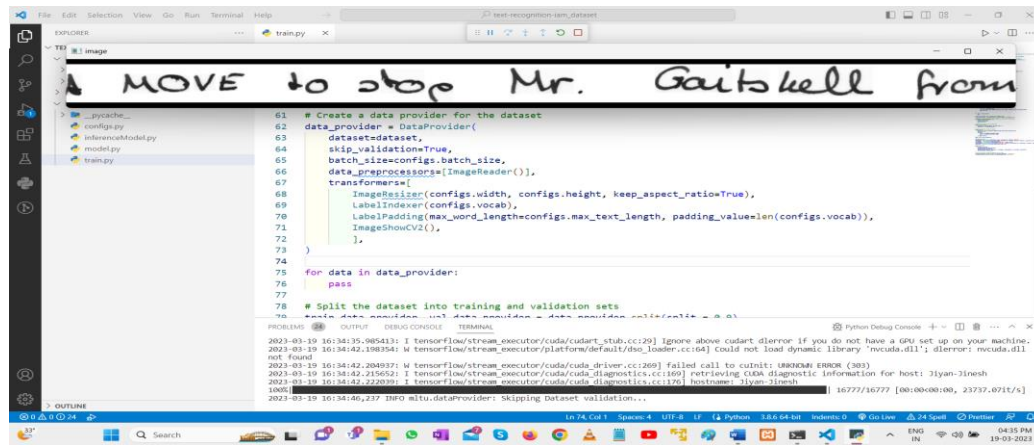 File Edit Selection View Go Run Terminal Help
text-recognition-iam_dataset
EXPLORER
train.py
image
A MOVE to stop Mr. Gaitskell from
__pycache__
configs.py
inferenceModel.py
model.py
train.py
61 # Create a data provider for the dataset
62 data_provider = DataProvider(
63 dataset=dataset,
64 skip_validation=True,
65 batch_size=configs.batch_size,
66 data_preprocessors=[ImageReader()],
67 transformers=[
68 ImageResizer(configs.width, configs.height, keep_aspect_ratio=True),
69 LabelIndexer(configs.vocab),
70 LabelPadding(max_word_length=configs.max_text_length, padding_value=len(configs.vocab)),
71 ImageShowCV2(),
72 ],
73 )
74
75 for data in data_provider:
76 pass
77
78 # Split the dataset into training and validation sets
79 train_data_provider, val_data_provider = data_provider.split(split = 0.9)
PROBLEMS 24 OUTPUT DEBUG CONSOLE TERMINAL
Python Debug Console
2023-03-19 16:34:35.985413: I tensorflow/stream_executor/cuda/cudart_stub.cc:29] Ignore above cudart dlerror if you do not have a GPU set up on your machine.
2023-03-19 16:34:42.198354: W tensorflow/stream_executor/platform/default/dso_loader.cc:64] Could not load dynamic library 'nvcuda.dll'; dlerror: nvcuda.dll
not found
2023-03-19 16:34:42.204937: W tensorflow/stream_executor/cuda/cuda_driver.cc:269] failed call to cuInit: UNKNOWN ERROR (303)
2023-03-19 16:34:42.215652: I tensorflow/stream_executor/cuda/cuda_diagnostics.cc:169] retrieving CUDA diagnostic information for host: Jiyan-Jinesh
2023-03-19 16:34:42.222039: I tensorflow/stream_executor/cuda/cuda_diagnostics.cc:176] hostname: Jiyan-Jinesh
100%| | 16777/16777 [00:00<00:00, 23737.07it/s]
2023-03-19 16:34:46,237 INFO mltu.dataProvider: Skipping Dataset validation...
OUTLINE
0 24 Ln 74, Col 1 Spaces: 4 UTF-8 LF Python 3.8.6 64-bit Indents: 0 Go Live 24 Spell Prettier
33° Search ENG IN 04:35 PM
19-03-2023